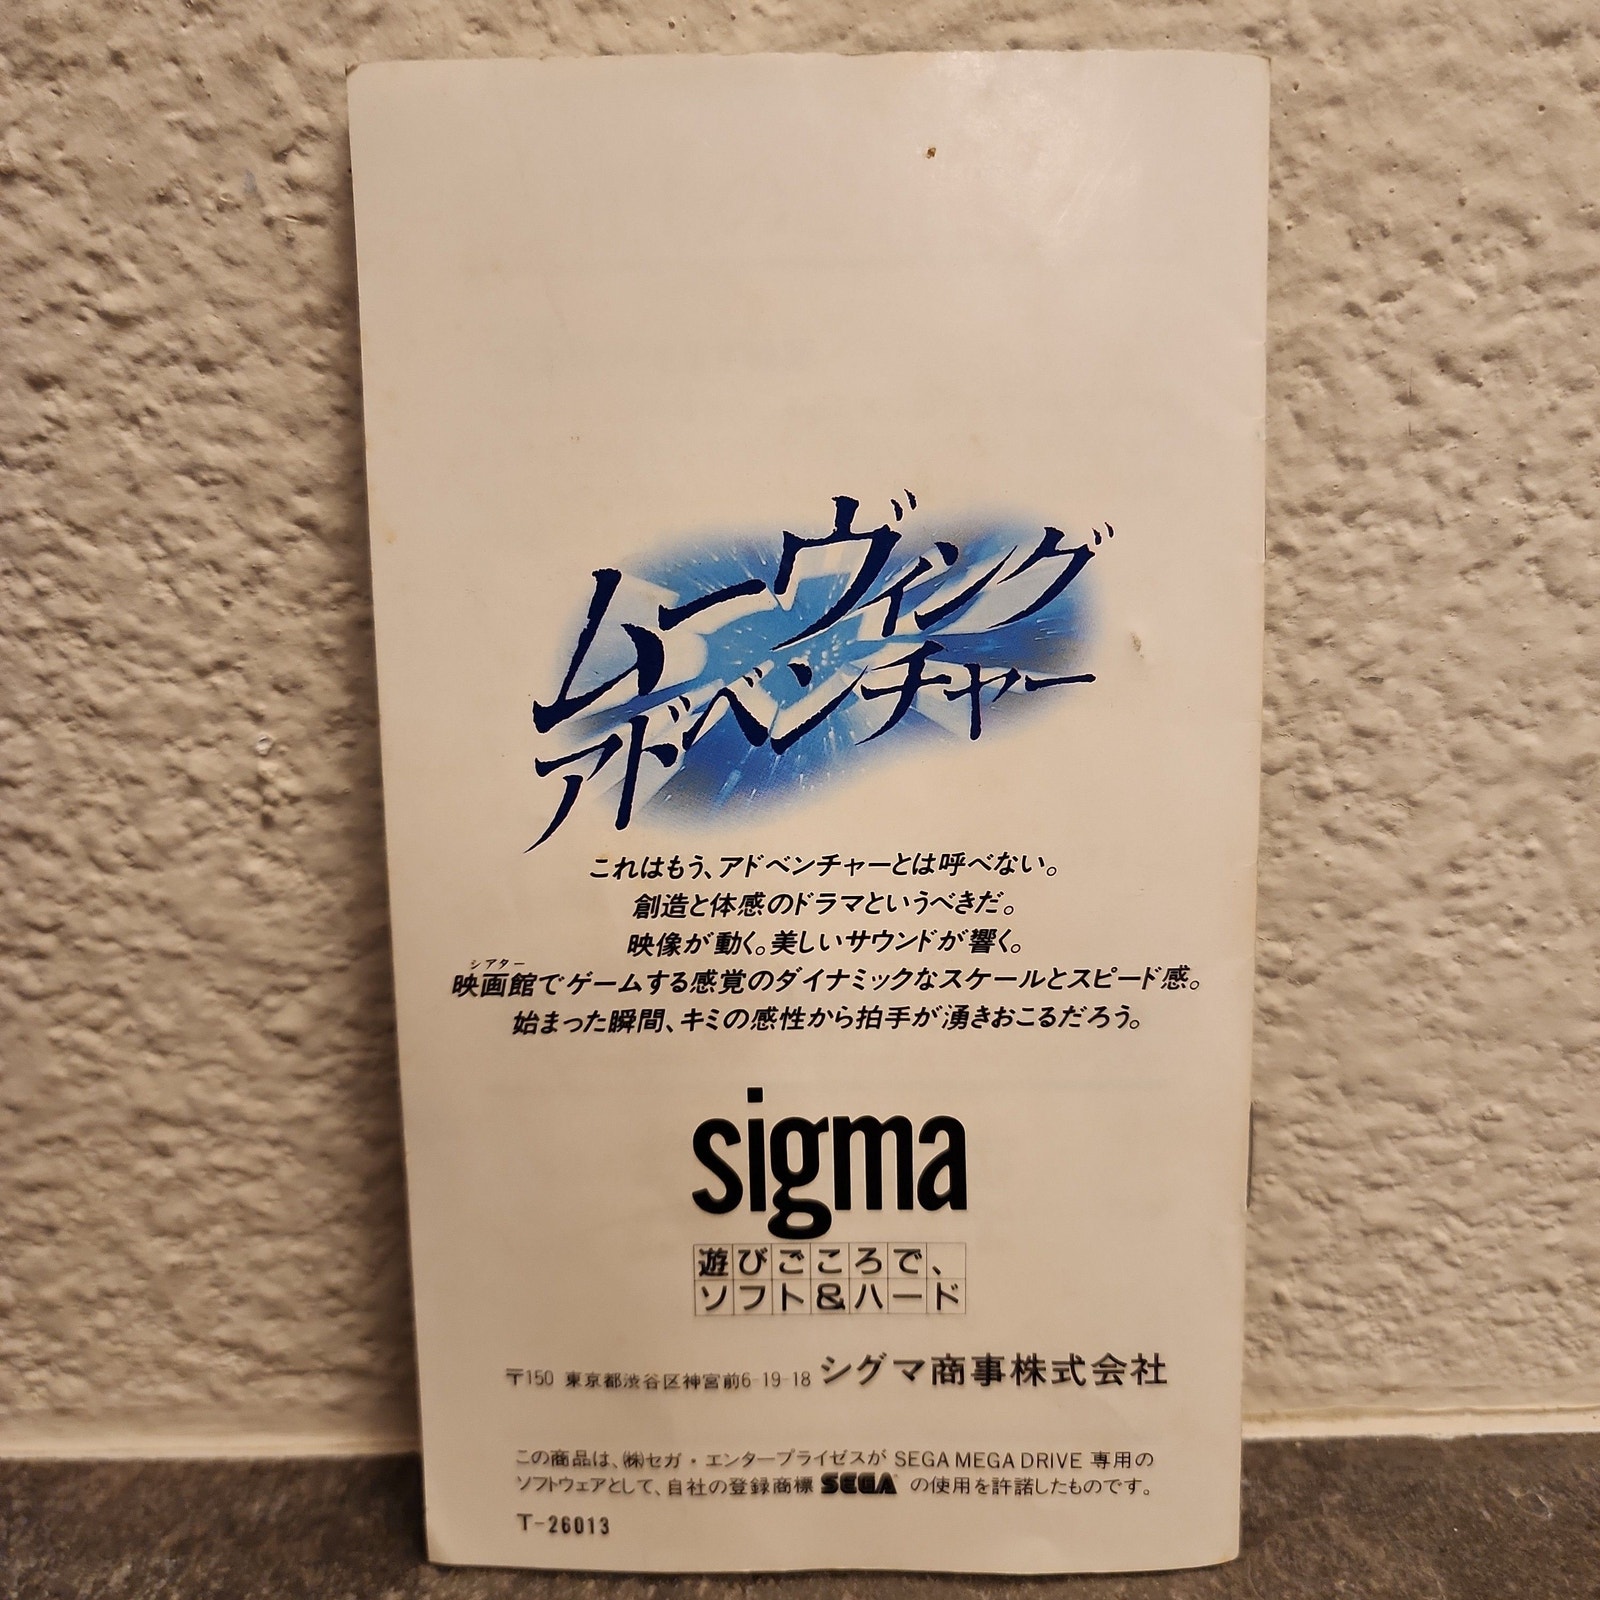 ムーヴィング
アドベンチャー
これはもう、アドベンチャーとは呼べない。
創造と体感のドラマというべきだ。
映像が動く。美しいサウンドが響く。
シアター
映画館でゲームする感覚のダイナミックなスケールとスピード感。
始まった瞬間、キミの感性から拍手が湧きおこるだろう。
sigma
遊びごころで、
ソフト&ハード
〒150 東京都渋谷区神宮前6-19-18 シグマ商事株式会社
この商品は、㈱セガ・エンタープライゼスが SEGA MEGA DRIVE 専用の
ソフトウェアとして、自社の登録商標 SEGA の使用を許諾したものです。
T-26013